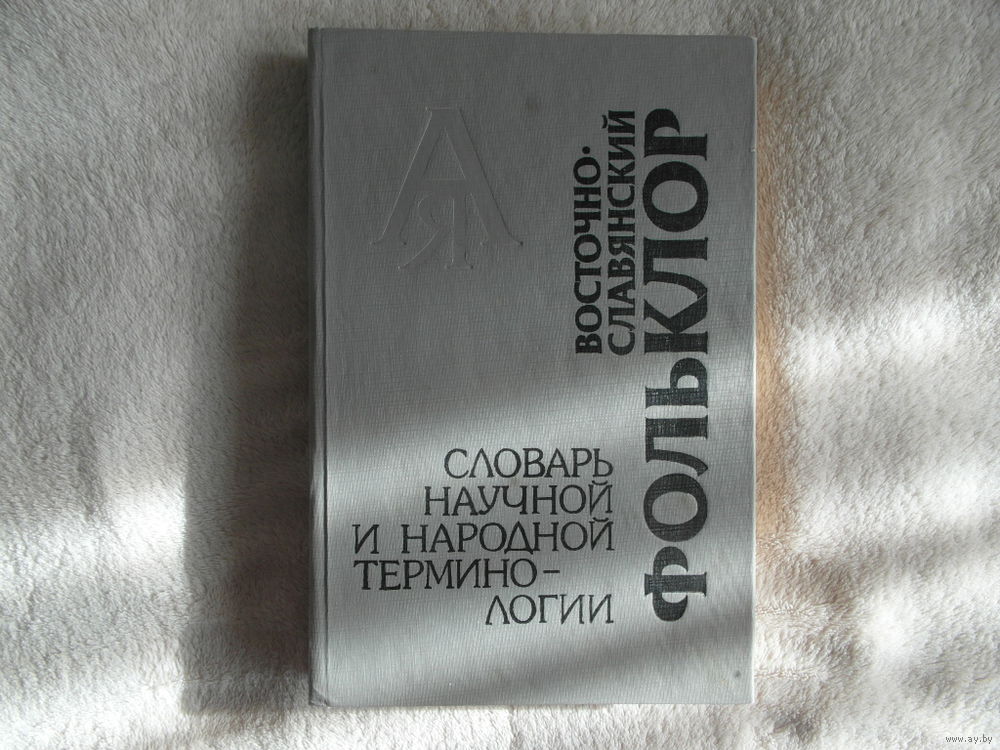 ВОСТОЧНО-
СЛАВЯНСКИЙ
ФОЛЬКЛОР
СЛОВАРЬ
НАУЧНОЙ
И НАРОДНОЙ
ТЕРМИНО-
ЛОГИИ
А
Я
www.ay.by